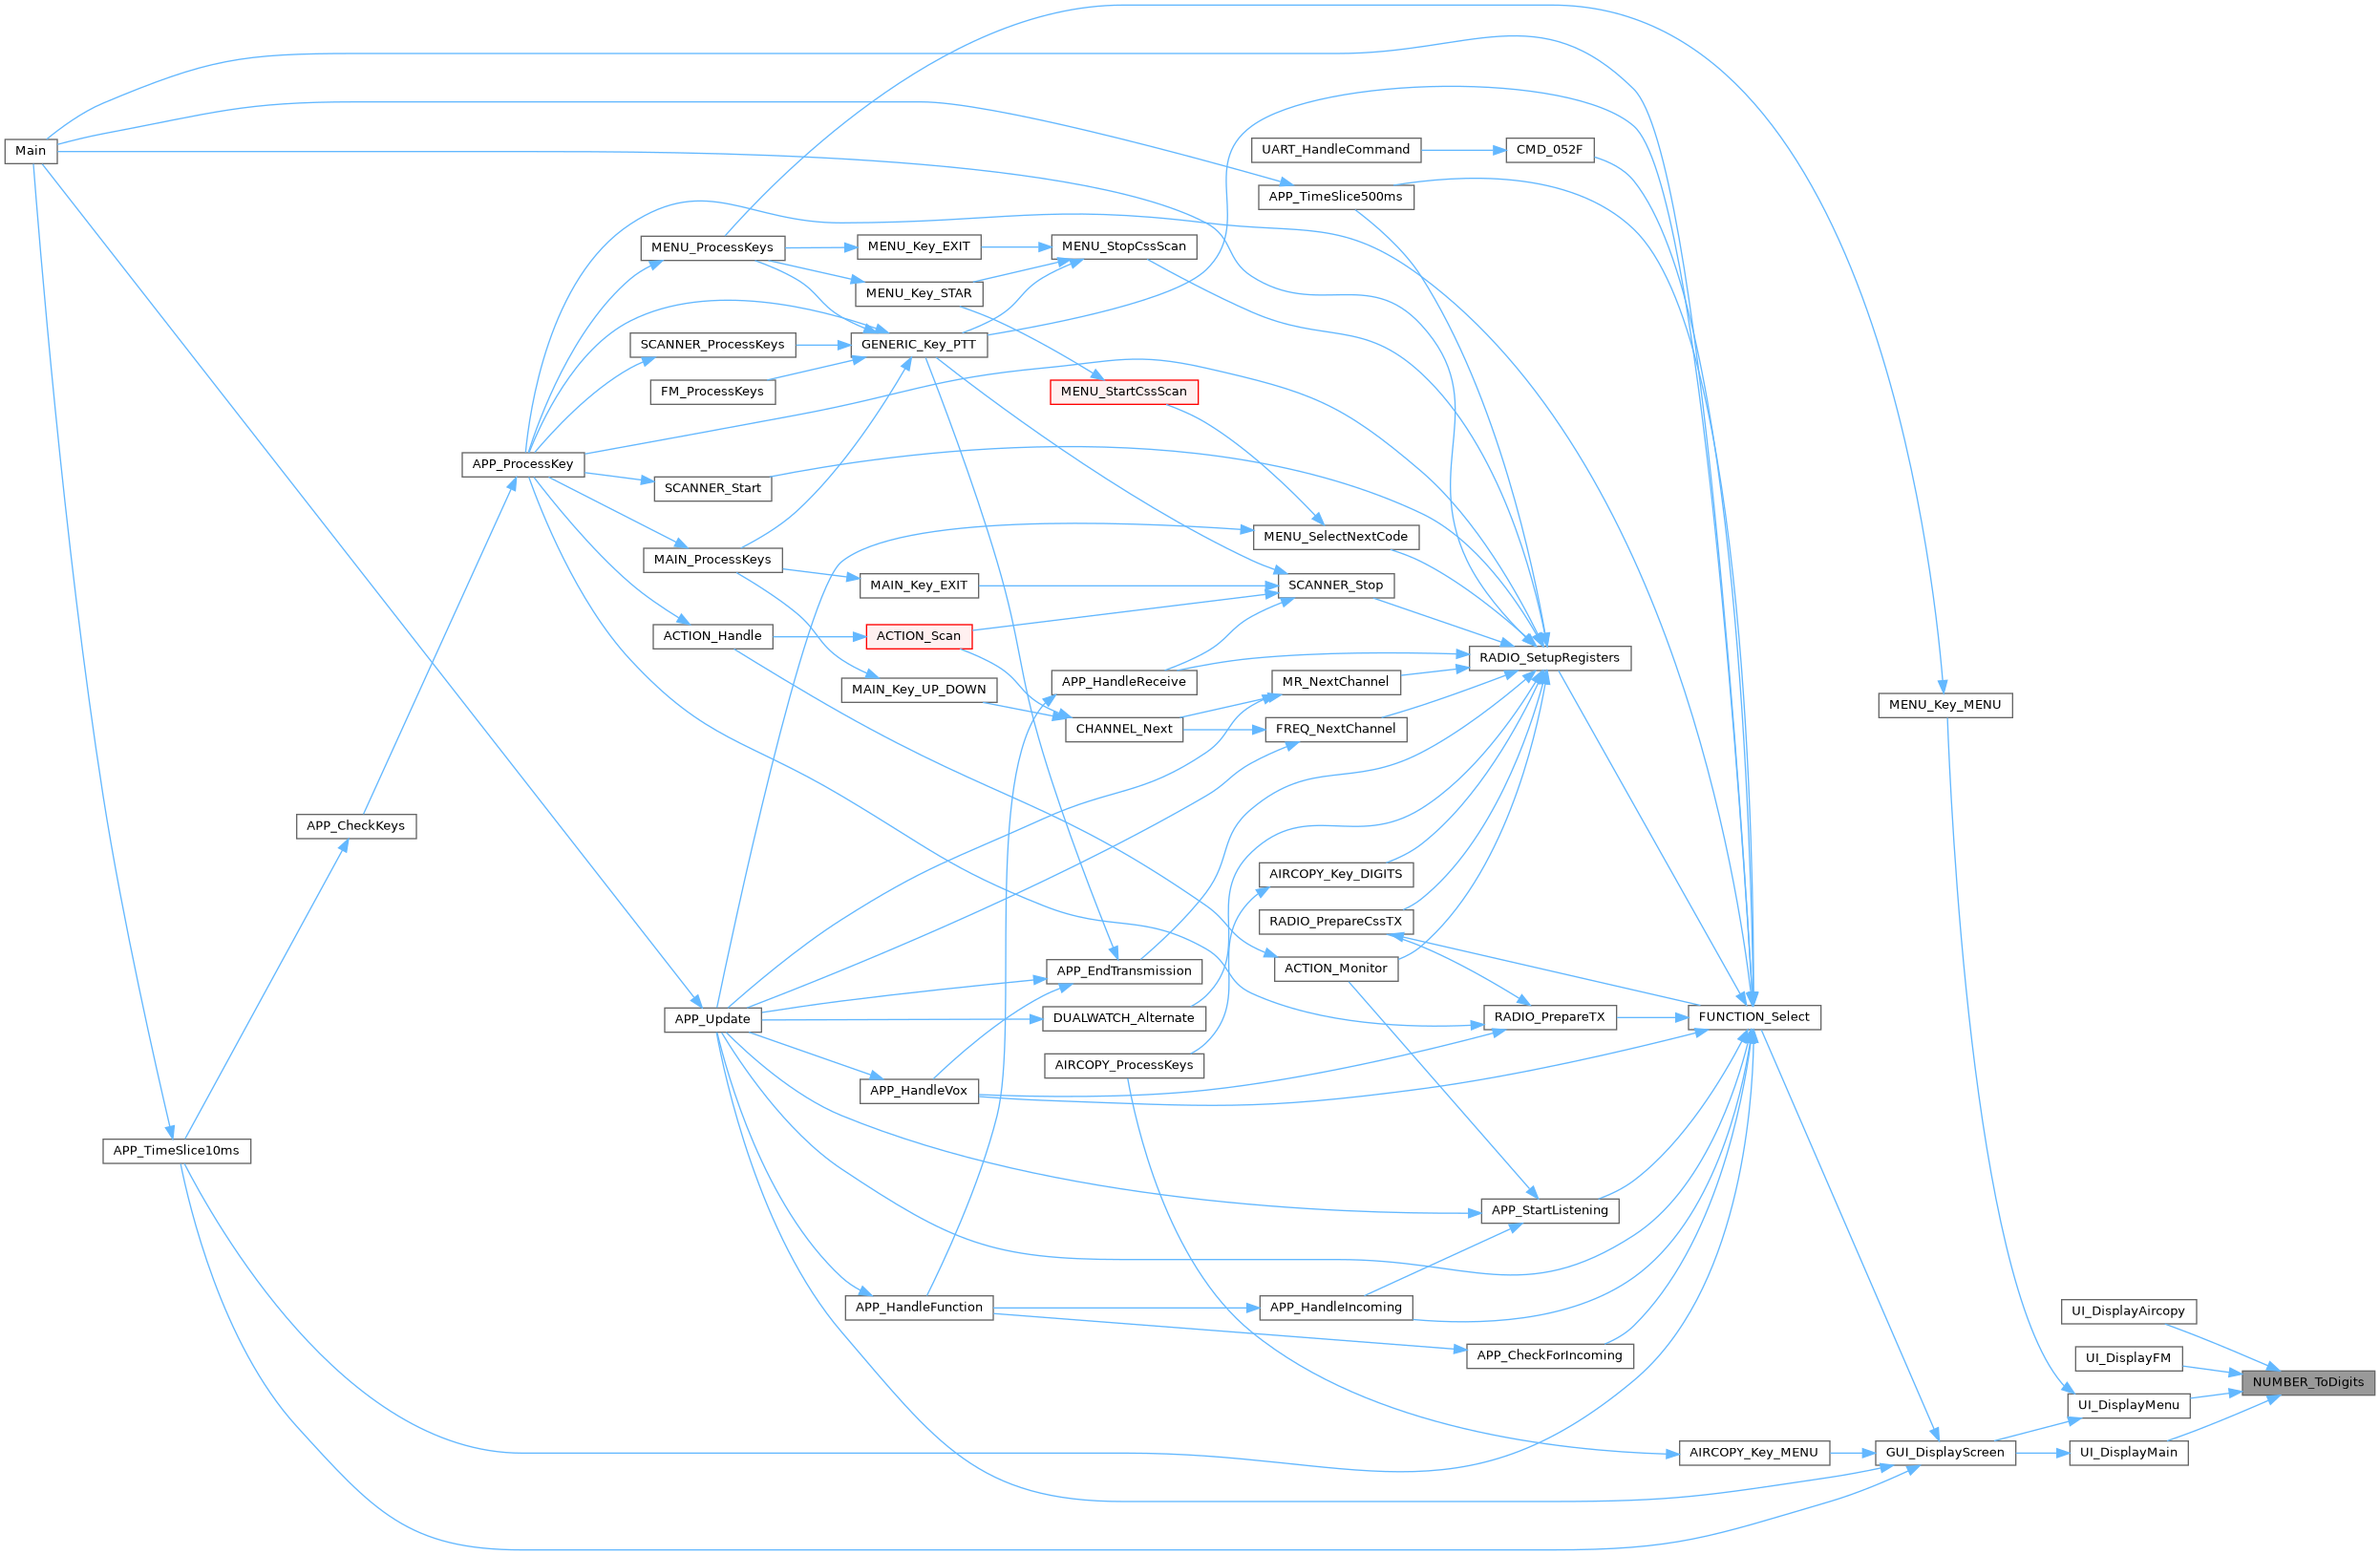 Main
UART_HandleCommand
CMD_052F
APP_TimeSlice500ms
MENU_ProcessKeys
MENU_Key_EXIT
MENU_StopCssScan
MENU_Key_STAR
SCANNER_ProcessKeys
GENERIC_Key_PTT
FM_ProcessKeys
MENU_StartCssScan
APP_ProcessKey
SCANNER_Start
MENU_SelectNextCode
MAIN_ProcessKeys
MAIN_Key_EXIT
SCANNER_Stop
ACTION_Handle
ACTION_Scan
RADIO_SetupRegisters
MAIN_Key_UP_DOWN
APP_HandleReceive
MR_NextChannel
MENU_Key_MENU
CHANNEL_Next
FREQ_NextChannel
APP_CheckKeys
AIRCOPY_Key_DIGITS
RADIO_PrepareCssTX
APP_EndTransmission
ACTION_Monitor
APP_Update
DUALWATCH_Alternate
RADIO_PrepareTX
FUNCTION_Select
AIRCOPY_ProcessKeys
APP_HandleVox
APP_TimeSlice10ms
APP_StartListening
APP_HandleFunction
APP_HandleIncoming
UI_DisplayAircopy
APP_CheckForIncoming
UI_DisplayFM
NUMBER_ToDigits
UI_DisplayMenu
AIRCOPY_Key_MENU
GUI_DisplayScreen
UI_DisplayMain